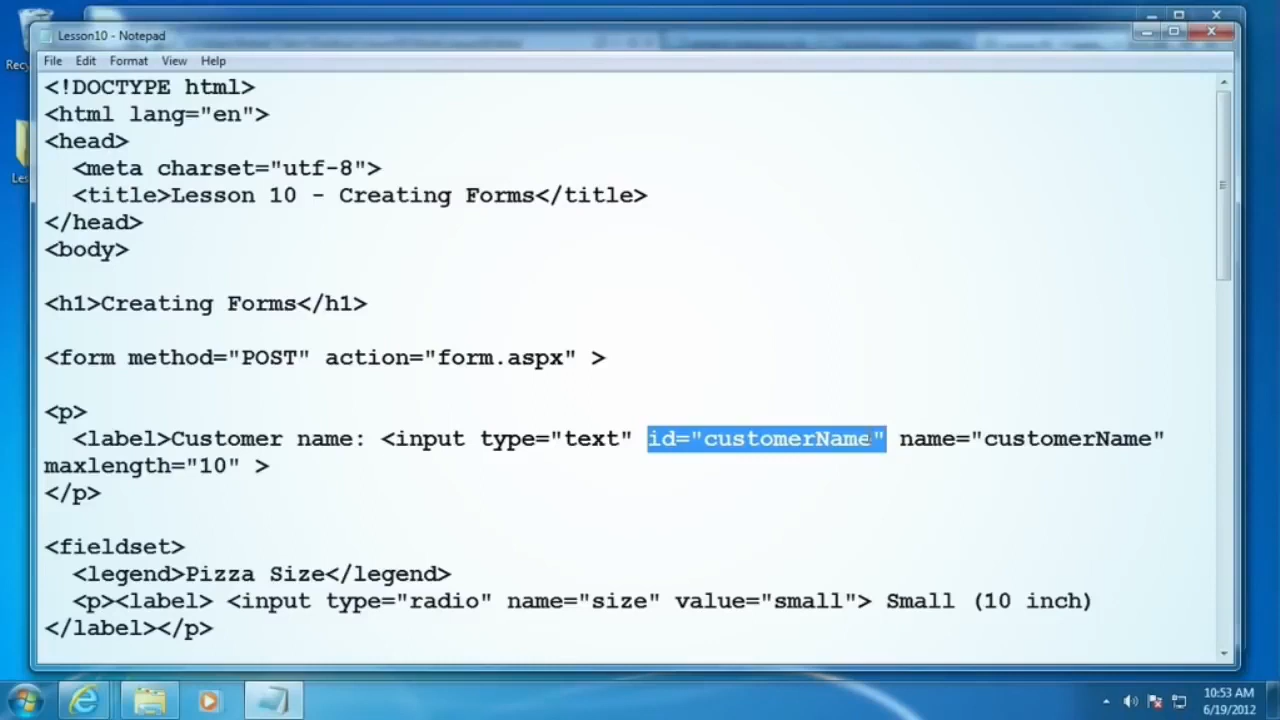 Lesson10 - Notepad
File Edit Format View Help
<!DOCTYPE html>
<html lang="en">
<head>
<meta charset="utf-8">
<title>Lesson 10 - Creating Forms</title>
</head>
<body>
<h1>Creating Forms</h1>
<form method="POST" action="form.aspx" >
<p>
<label>Customer name: <input type="text" id="customerName" name="customerName"
maxlength="10" >
</p>
<fieldset>
<legend>Pizza Size</legend>
<p><label> <input type="radio" name="size" value="small"> Small (10 inch)
</label></p>
10:53 AM
6/19/2012